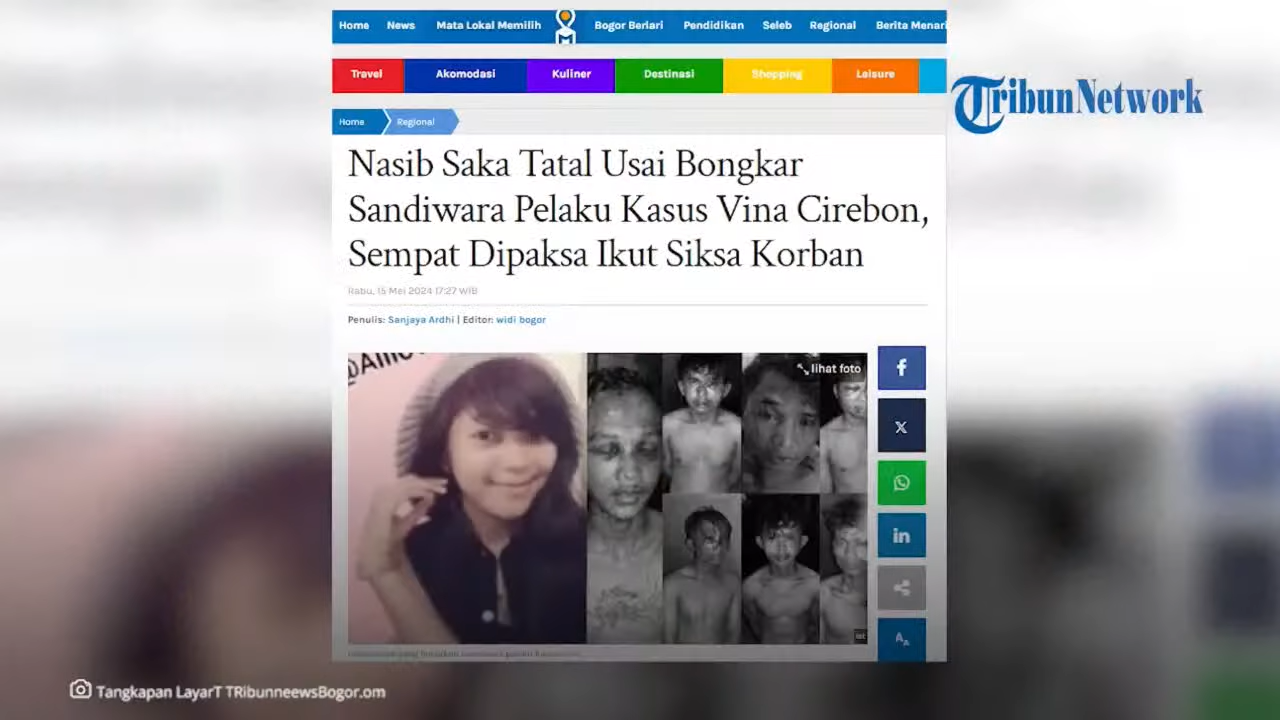 Home News Mata Lokal Memilih Bogor Berlari Pendidikan Seleb Regional Berita Menari
Travel Akomodasi Kuliner Destinasi Shopping Leisure
TribunNetwork
Home Regional
Nasib Saka Tatal Usai Bongkar
Sandiwara Pelaku Kasus Vina Cirebon,
Sempat Dipaksa Ikut Siksa Korban
Rabu, 15 Mei 2024 17:27 WIB
Penulis: Sanjaya Ardhi | Editor: widi bogor
lihat foto
ist
Tangkapan LayarT TRibunneewsBogor.om